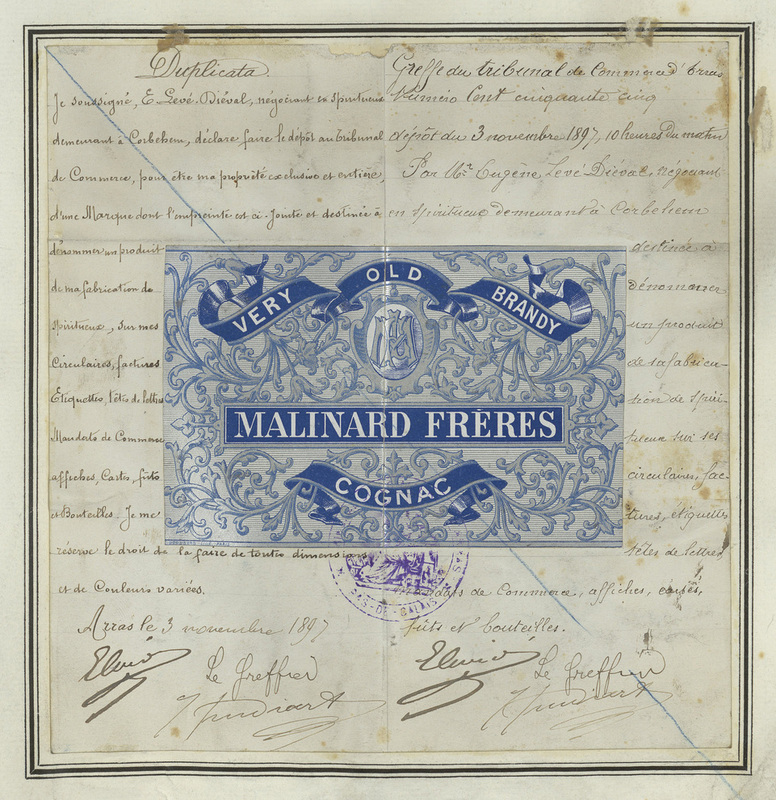 Duplicata
Je soussigné, E. Levé-Diéval, négociant en spiritueux
demeurant à Corbehem, déclare faire le dépôt au Tribunal
de Commerce, pour être ma propriété exclusive et entière,
d'une Marque dont l'empreinte est ci-Jointe et destinée à
dénommer un produit
de ma fabrication de
spiritueux, sur mes
Circulaires, factures
Etiquettes, têtes de lettres
Mandats de Commerce
affiches, Cartes, fûts
et Bouteilles. Je me
réserve le droit de la faire de toutes dimensions
et de Couleurs variées.
Arras le 3 novembre 1897
Le Greffier
Greffe du tribunal de Commerce d'Arras
Numéro Cent cinquante cinq
dépôt du 3 novembre 1897, 10 heures du matin
Par Mr Eugène Levé Diéval, négociant
en spiritueux demeurant à Corbehem
destinée à
dénommer
un produit
de sa fabrica-
tion de spiri-
tueux sur ses
circulaires, fac-
tures, étiquettes
têtes de lettres,
mandats de Commerce, affiches, cartes,
fûts et bouteilles.
Le Greffier
VERY OLD BRANDY
MALINARD FRÈRES
COGNAC
PAS-DE-CALAIS